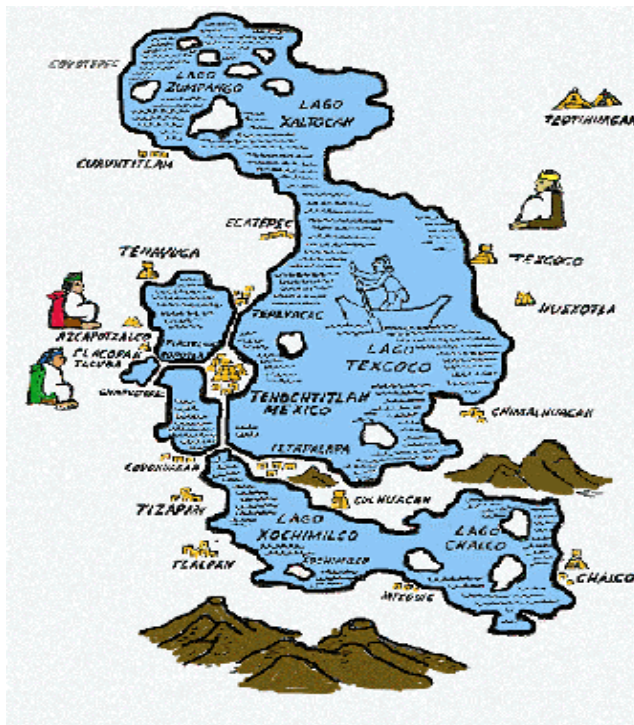 COYOTEPEC
LAGO
ZUMPANGO
LAGO
XALTOCAN
TEOTIHUACAN
CUAUHTITLAN
ECATEPEC
TENAYUCA
TEXCOCO
HUEXOTLA
TEPEYACAC
AZCAPOTZALCO
TLACOPAN
TACUBA
LAGO
TEXCOCO
TENOCHTITLAN
MEXICO
CHIMALHUACAN
IZTAPALAPA
COYOHUACAN
CULHUACAN
TIZAPAN
LAGO
XOCHIMILCO
LAGO
CHALCO
TLALPAN
XOCHIMILCO
MIXQUIC
CHALCO